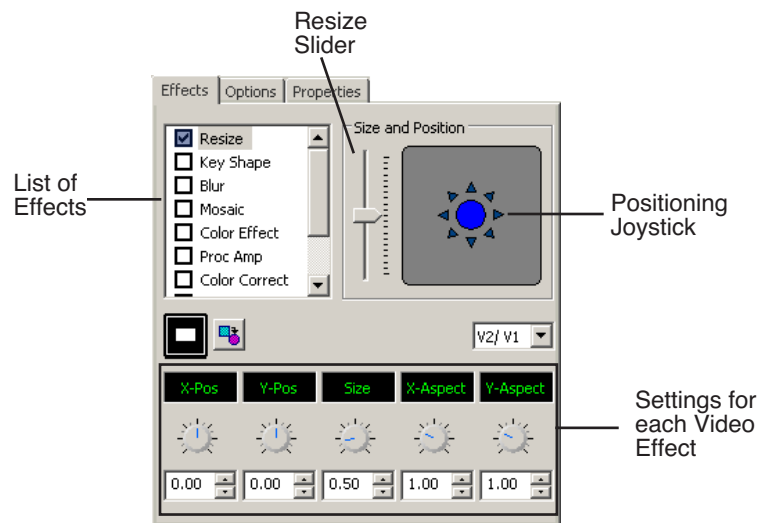 Resize
Slider
Effects Options Properties
Size and Position
Resize
Key Shape
Blur
Mosaic
Color Effect
Proc Amp
Color Correct
List of
Effects
Positioning
Joystick
V2/ V1
X-Pos Y-Pos Size X-Aspect Y-Aspect
0.00 0.00 0.50 1.00 1.00
Settings for
each Video
Effect